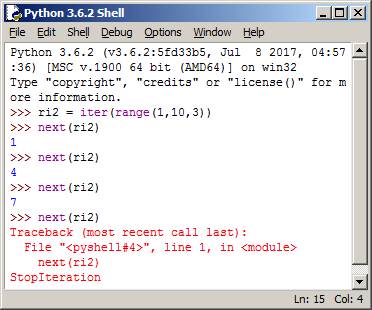 Python 3.6.2 Shell
File Edit Shell Debug Options Window Help
Python 3.6.2 (v3.6.2:5fd33b5, Jul  8 2017, 04:57
:36) [MSC v.1900 64 bit (AMD64)] on win32
Type "copyright", "credits" or "license()" for m
ore information.
>>> ri2 = iter(range(1,10,3))
>>> next(ri2)
1
>>> next(ri2)
4
>>> next(ri2)
7
>>> next(ri2)
Traceback (most recent call last):
  File "<pyshell#4>", line 1, in <module>
    next(ri2)
StopIteration
Ln: 15 Col: 4